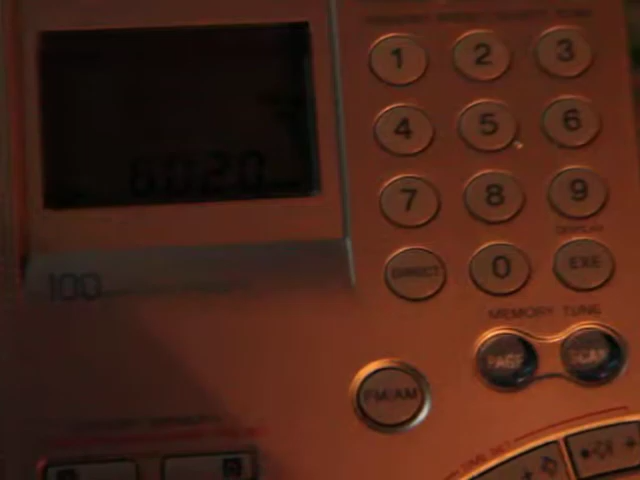 1 2 3
4 5 6
6020
7 8 9
DISPLAY
DIRECT 0 EXE
100
MEMORY TUNE
PAGE SCAN
FM/AM